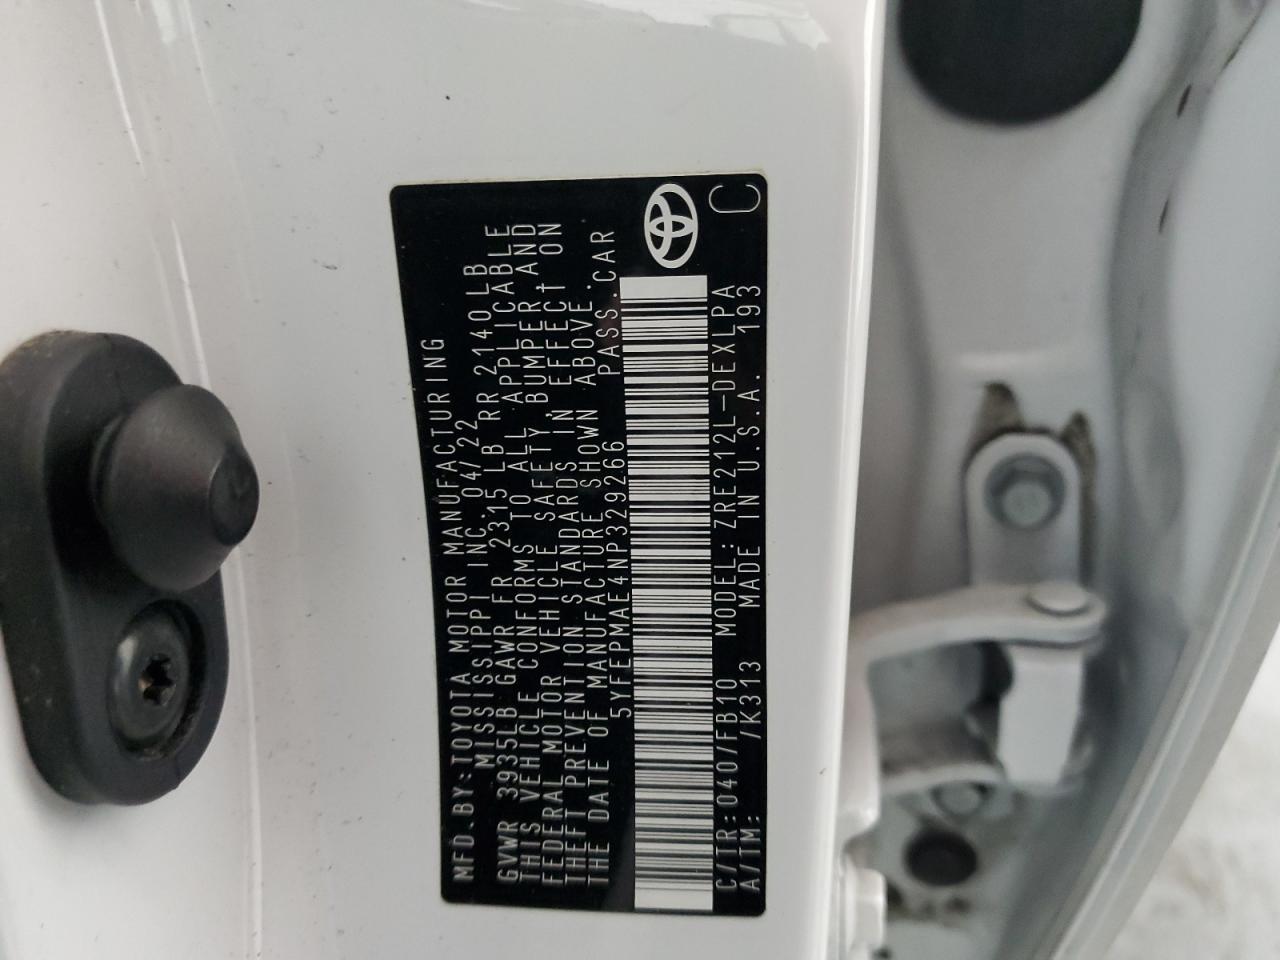 MFD.BY:TOYOTA MOTOR MANUFACTURING
MISSISSIPPI INC. 04/22
GVWR 3935LB GAWR FR 2315LB RR 2140LB
THIS VEHICLE CONFORMS TO ALL APPLICABLE
FEDERAL MOTOR VEHICLE SAFETY,BUMPER,AND
THEFT PREVENTION STANDARDS IN EFFECT ON
THE DATE OF MANUFACTURE SHOWN ABOVE.
5YFEPMAE4NP329266 PASS.CAR
C/TR:040/FB10 MODEL:ZRE212L-DEXLPA
A/TM: /K313 MADE IN U.S.A. 193
C